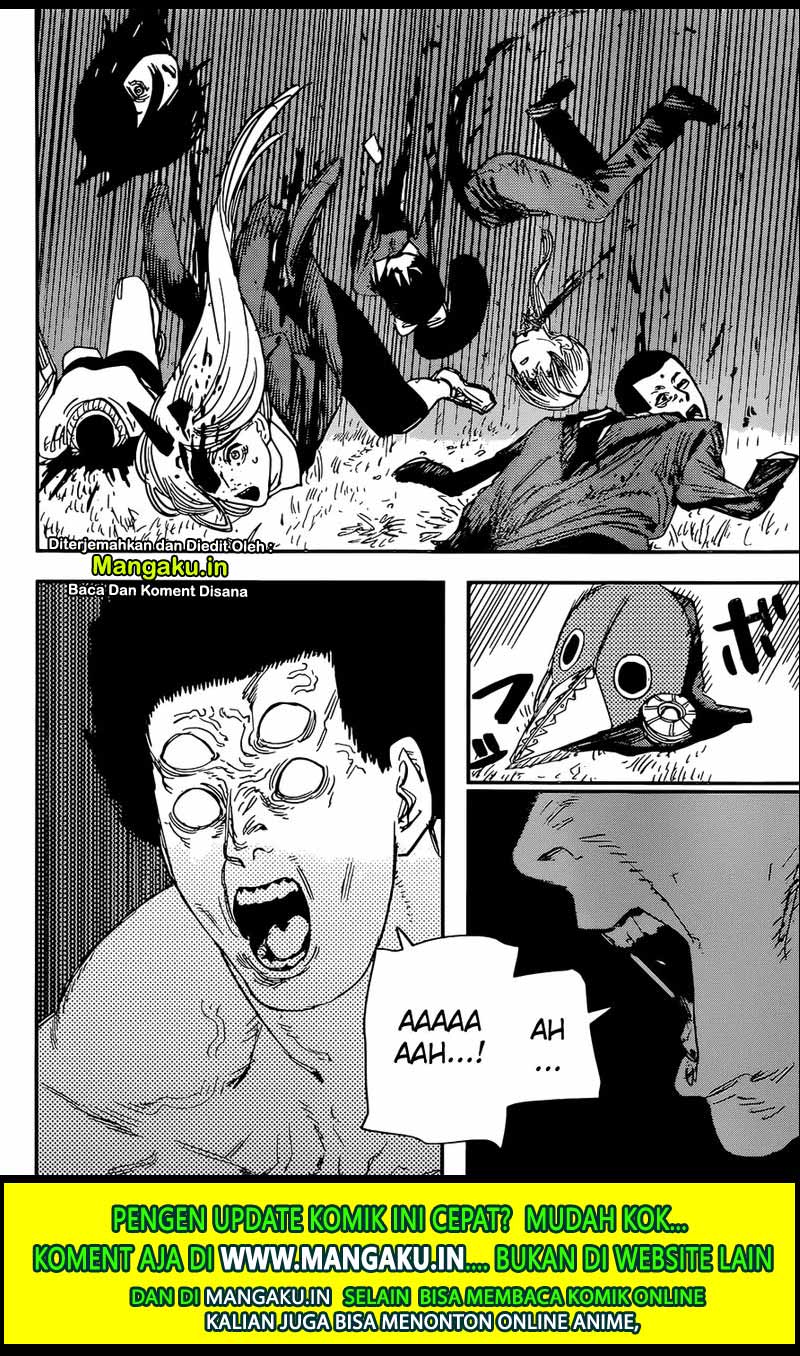 Diterjemahkan dan Diedit Oleh :
Mangaku.in
Baca Dan Koment Disana
ボ
フ
ボ
AH
...
AAAAA
AAH...!
PENGEN UPDATE KOMIK INI CEPAT? MUDAH KOK...
KOMENT AJA DI WWW.MANGAKU.IN.... BUKAN DI WEBSITE LAIN
DAN DI MANGAKU.IN SELAIN BISA MEMBACA KOMIK ONLINE
KALIAN JUGA BISA MENONTON ONLINE ANIME,